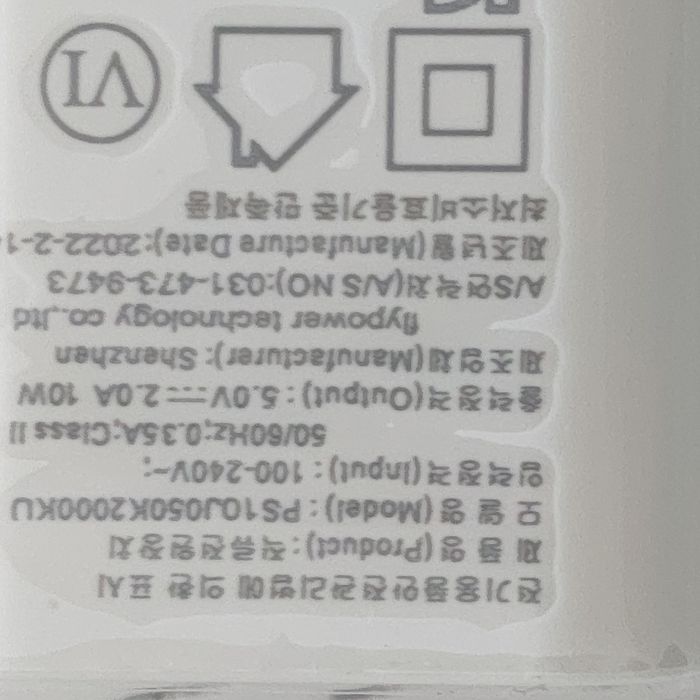 전기용품안전관리법에 의한 표시
제 품 명 (Product) : 직류전원장치
모 델 명 (Model) : PS10J050K2000KU
입력정격(Input) : 100-240V~;
50/60Hz;0.35A;Class II
출력정격(Output) : 5.0V⎓2.0A 10W
제조업체(Manufacturer): Shenzhen
flypower technology co.,ltd
A/S연락처(A/S NO):031-473-9473
제조년월(Manufacture Date):2022-2-1
최저소비효율기준 만족제품
VI